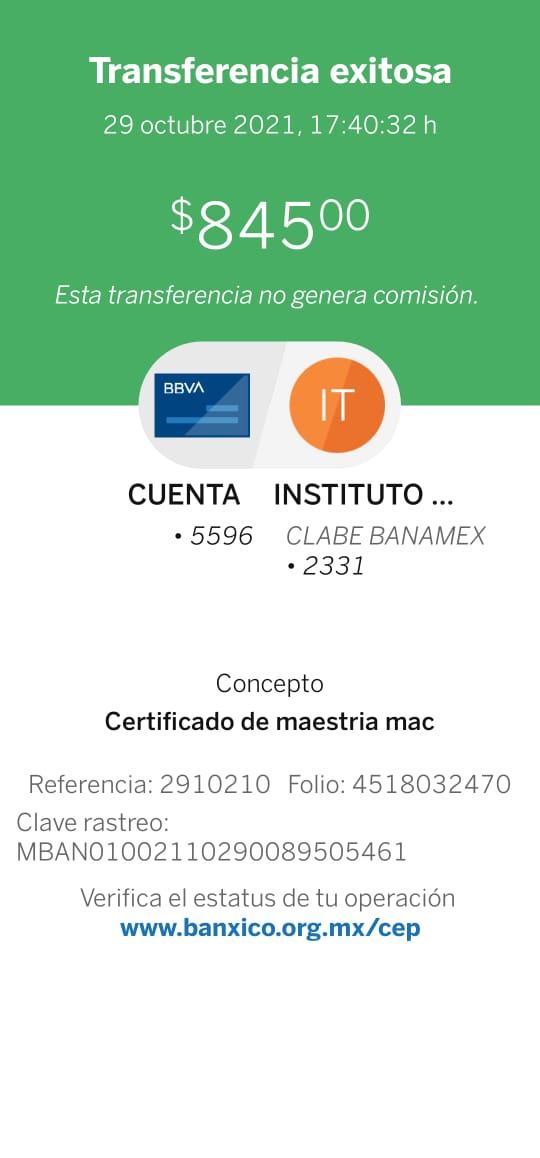 Transferencia exitosa
29 octubre 2021, 17:40:32 h
$84500
Esta transferencia no genera comisión.
BBVA
IT
CUENTA INSTITUTO ...
• 5596 CLABE BANAMEX
• 2331
Concepto
Certificado de maestria mac
Referencia: 2910210 Folio: 4518032470
Clave rastreo:
MBAN01002110290089505461
Verifica el estatus de tu operación
www.banxico.org.mx/cep